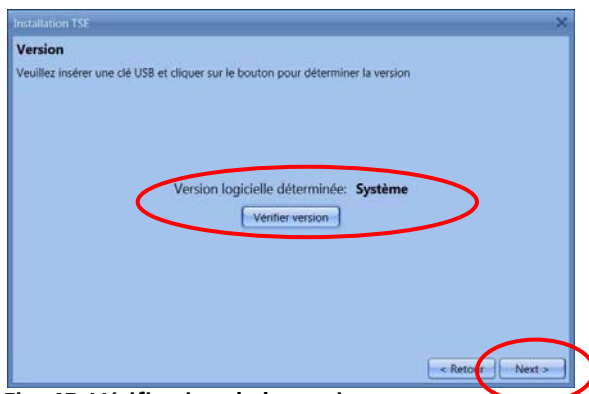 Installation TSE
Version
Veuillez insérer une clé USB et cliquer sur le bouton pour déterminer la version
Version logicielle déterminée: Système
Vérifier version
< Retour
Next >